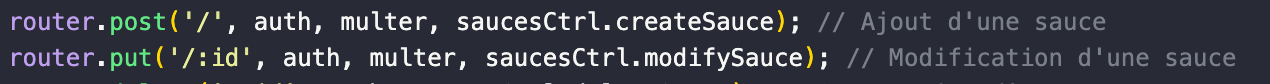 router.post('/', auth, multer, saucesCtrl.createSauce); // Ajout d'une sauce
router.put('/:id', auth, multer, saucesCtrl.modifySauce); // Modification d'une sauce